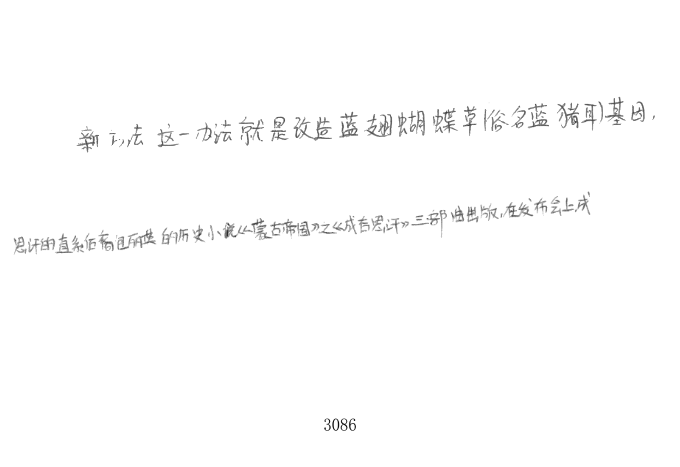 新办法 这一办法就是改造蓝翅蝴蝶草(俗名蓝猪耳)基因,
思汗的直系后裔包丽英的历史小说《《蒙古帝国》之《成吉思汗》三部曲出版,在发布会上,成
3086